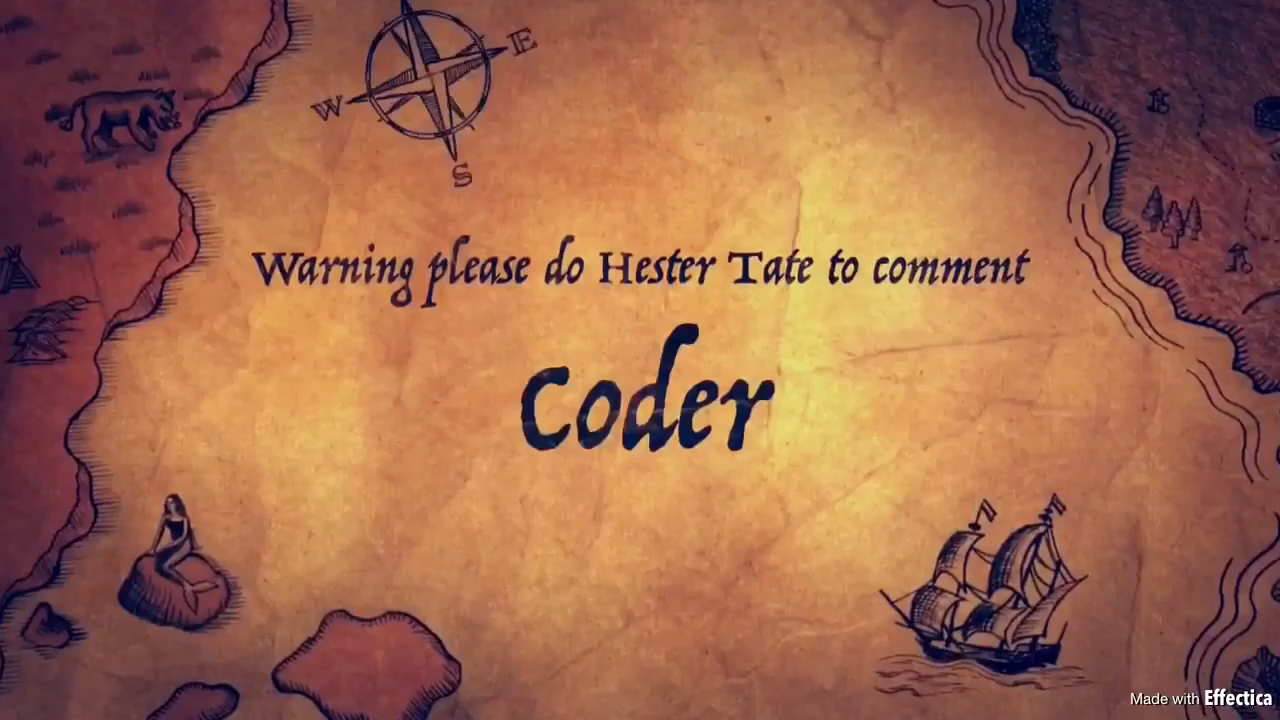 E
W
S
Warning please do Hester Tate to comment
Coder
Made with Effectica